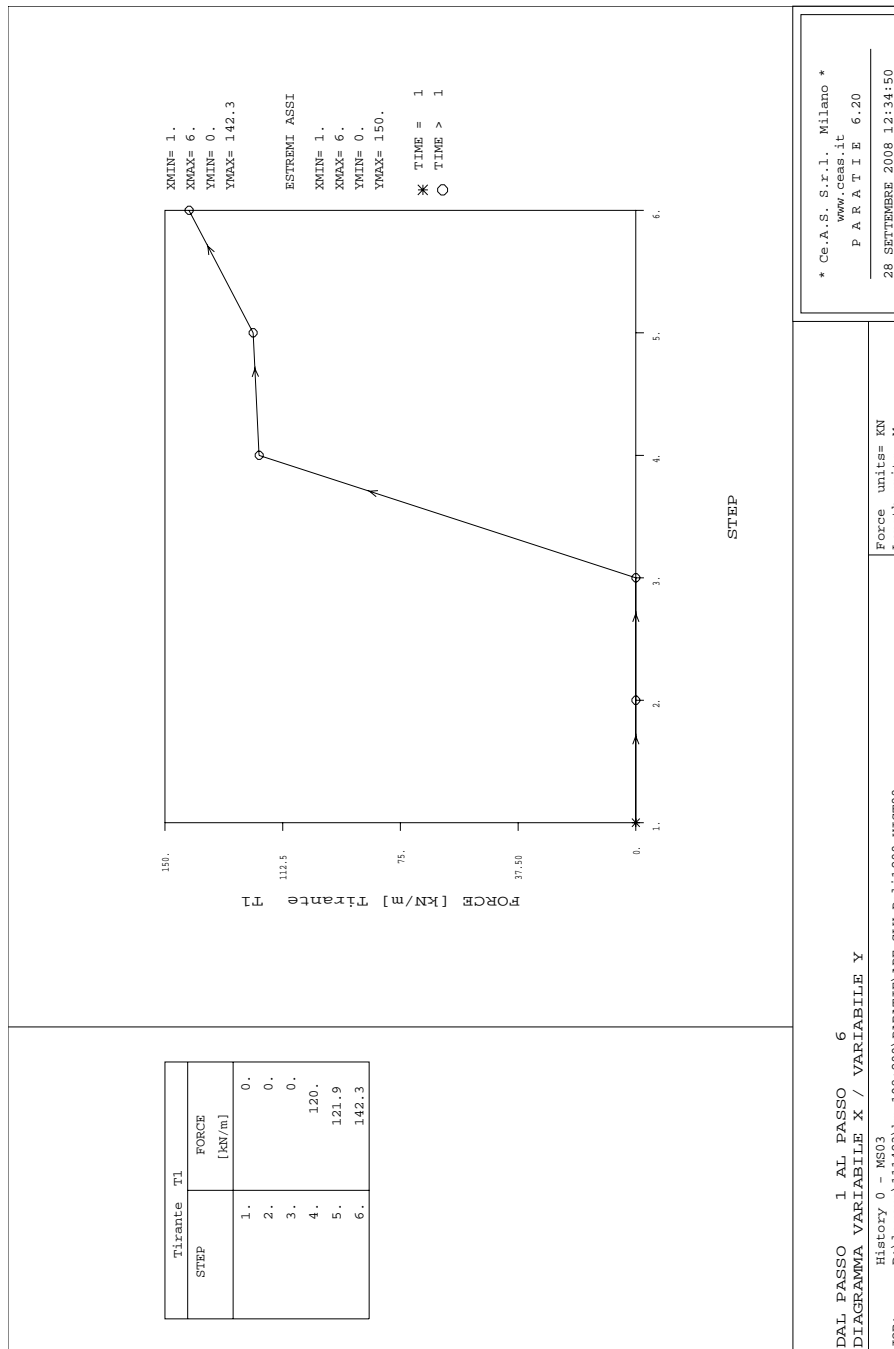 Tirante T1
STEP FORCE
[kN/m]
1. 0.
2. 0.
3. 0.
4. 120.
5. 121.9
6. 142.3
FORCE [kN/m] Tirante T1
150.
112.5
75.
37.50
0.
1. 2. 3. 4. 5. 6.
STEP
XMIN= 1.
XMAX= 6.
YMIN= 0.
YMAX= 142.3
ESTREMI ASSI
XMIN= 1.
XMAX= 6.
YMIN= 0.
YMAX= 150.
TIME = 1
TIME > 1
DAL PASSO 1 AL PASSO 6
DIAGRAMMA VARIABILE X / VARIABILE Y
History 0 - MS03
Force units= KN
* Ce.A.S. S.r.l. Milano *
www.ceas.it
P A R A T I E 6.20
28 SETTEMBRE 2008 12:34:50